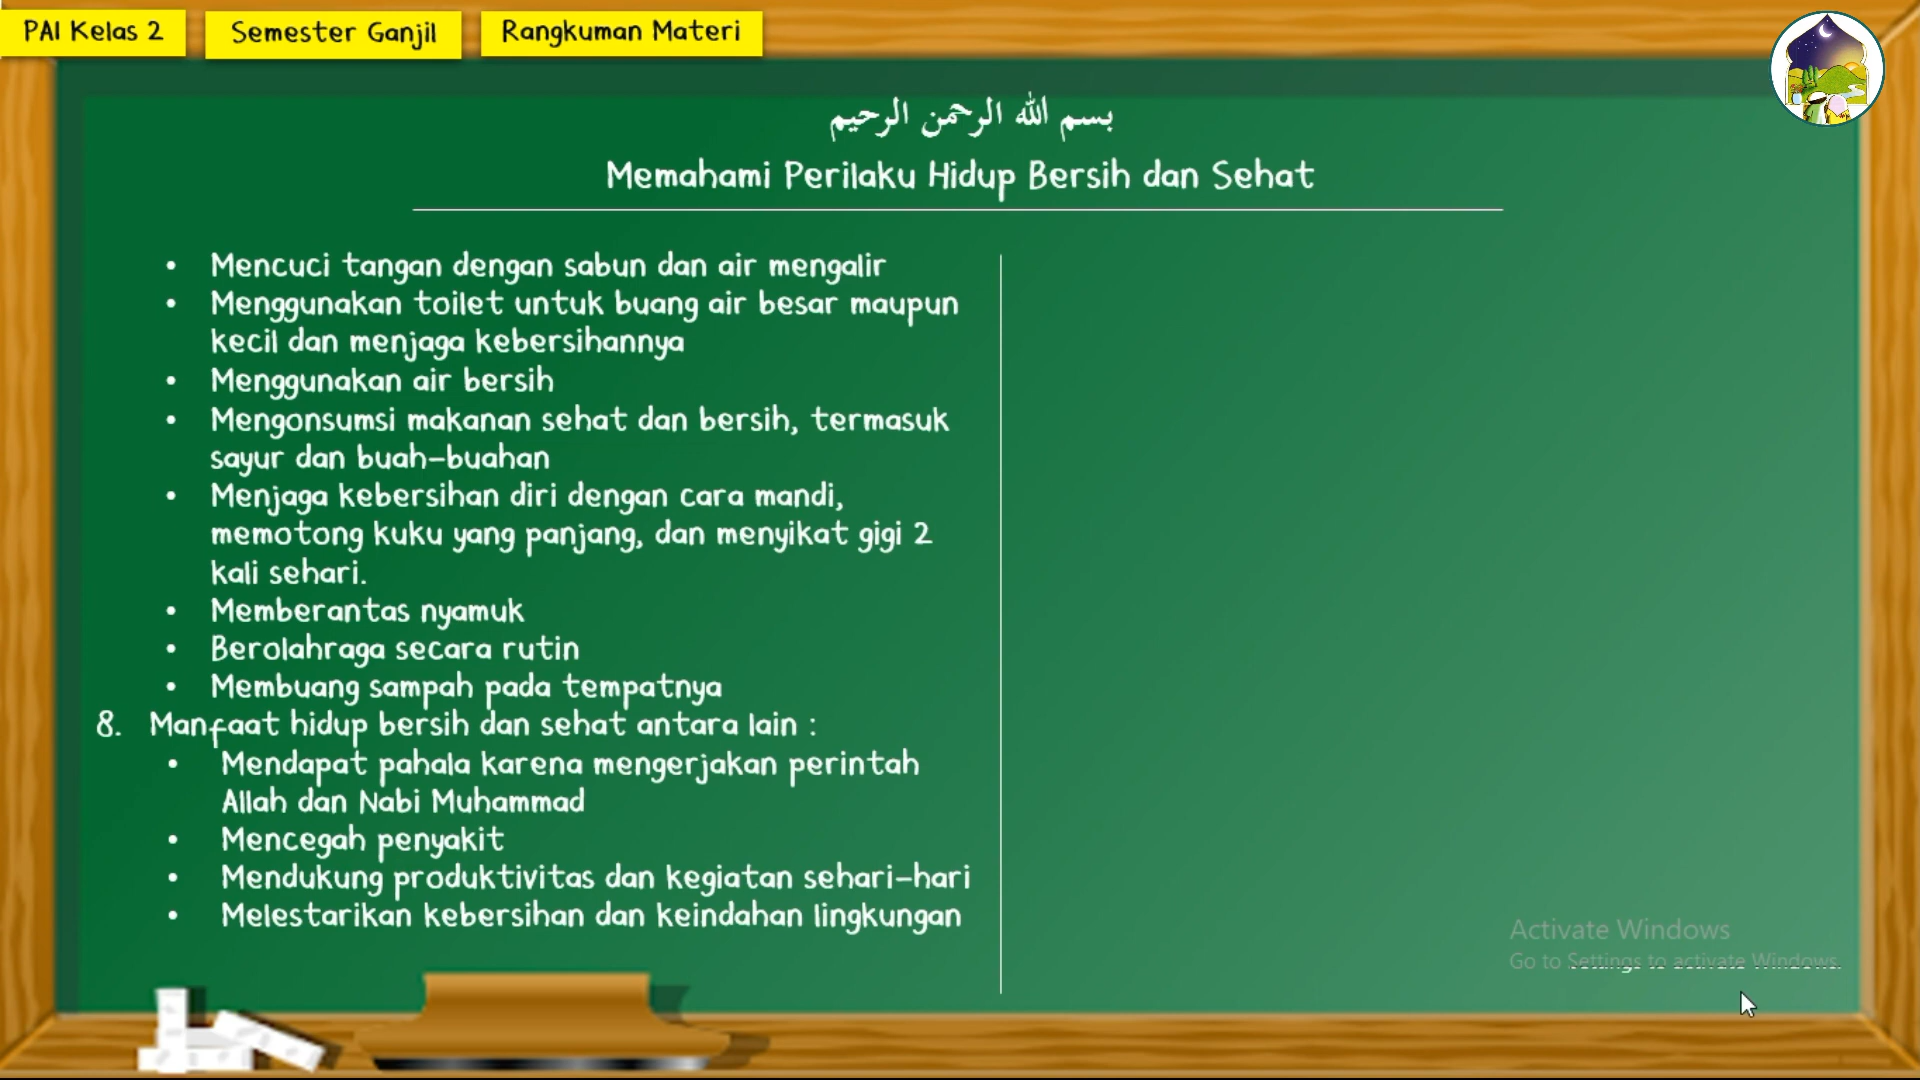 PAI Kelas 2
Semester Ganjil
Rangkuman Materi
بسم الله الرحمن الرحيم
Memahami Perilaku Hidup Bersih dan Sehat
• Mencuci tangan dengan sabun dan air mengalir
• Menggunakan toilet untuk buang air besar maupun
kecil dan menjaga kebersihannya
• Menggunakan air bersih
• Mengonsumsi makanan sehat dan bersih, termasuk
sayur dan buah-buahan
• Menjaga kebersihan diri dengan cara mandi,
memotong kuku yang panjang, dan menyikat gigi 2
kali sehari.
• Memberantas nyamuk
• Berolahraga secara rutin
• Membuang sampah pada tempatnya
8. Manfaat hidup bersih dan sehat antara lain :
• Mendapat pahala karena mengerjakan perintah
Allah dan Nabi Muhammad
• Mencegah penyakit
• Mendukung produktivitas dan kegiatan sehari-hari
• Melestarikan kebersihan dan keindahan lingkungan
Activate Windows
Go to Settings to activate Windows.